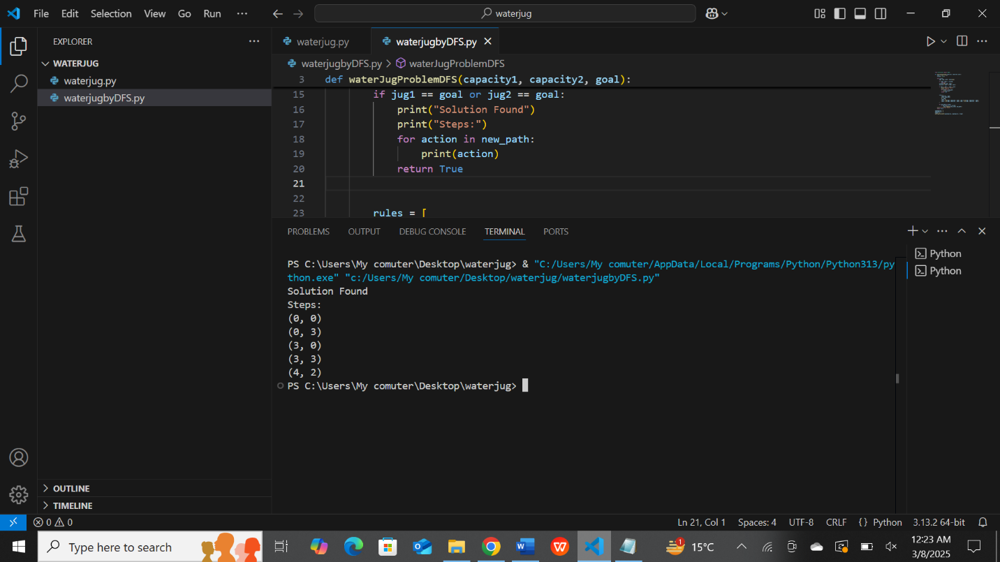 File Edit Selection View Go Run ··· waterjug
EXPLORER ···
WATERJUG
waterjug.py
waterjugbyDFS.py
OUTLINE
TIMELINE
waterjug.py waterjugbyDFS.py
waterjugbyDFS.py > waterJugProblemDFS
3 def waterJugProblemDFS(capacity1, capacity2, goal):
15 if jug1 == goal or jug2 == goal:
16 print("Solution Found")
17 print("Steps:")
18 for action in new_path:
19 print(action)
20 return True
21
22
23 rules = [
PROBLEMS OUTPUT DEBUG CONSOLE TERMINAL PORTS
PS C:\Users\My comuter\Desktop\waterjug> & "C:/Users/My comuter/AppData/Local/Programs/Python/Python313/py
thon.exe" "c:/Users/My comuter/Desktop/waterjug/waterjugbyDFS.py"
Solution Found
Steps:
(0, 0)
(0, 3)
(3, 0)
(3, 3)
(4, 2)
PS C:\Users\My comuter\Desktop\waterjug>
Python
Python
0 0 Ln 21, Col 1 Spaces: 4 UTF-8 CRLF {} Python 3.13.2 64-bit
Type here to search 1 15°C 12:23 AM
3/8/2025